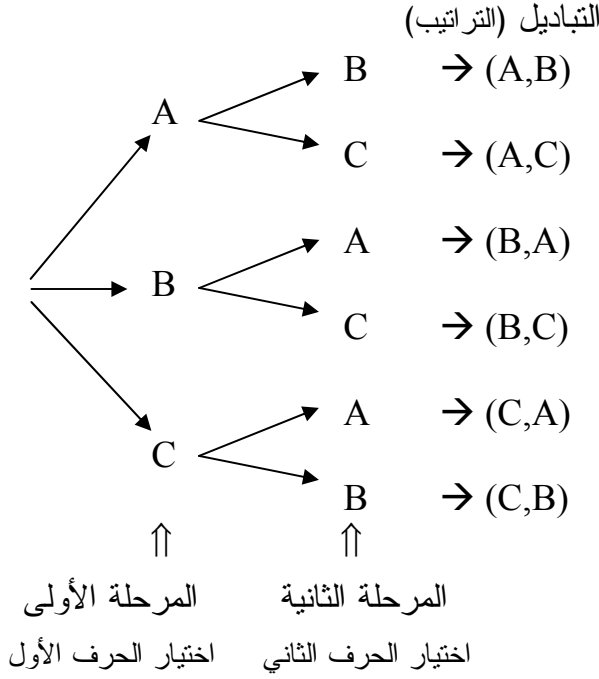 التباديل (التراتيب)
B → (A,B)
A
C → (A,C)
A → (B,A)
B
C → (B,C)
A → (C,A)
C
B → (C,B)
⇑ ⇑
المرحلة الأولى المرحلة الثانية
اختيار الحرف الأول اختيار الحرف الثاني